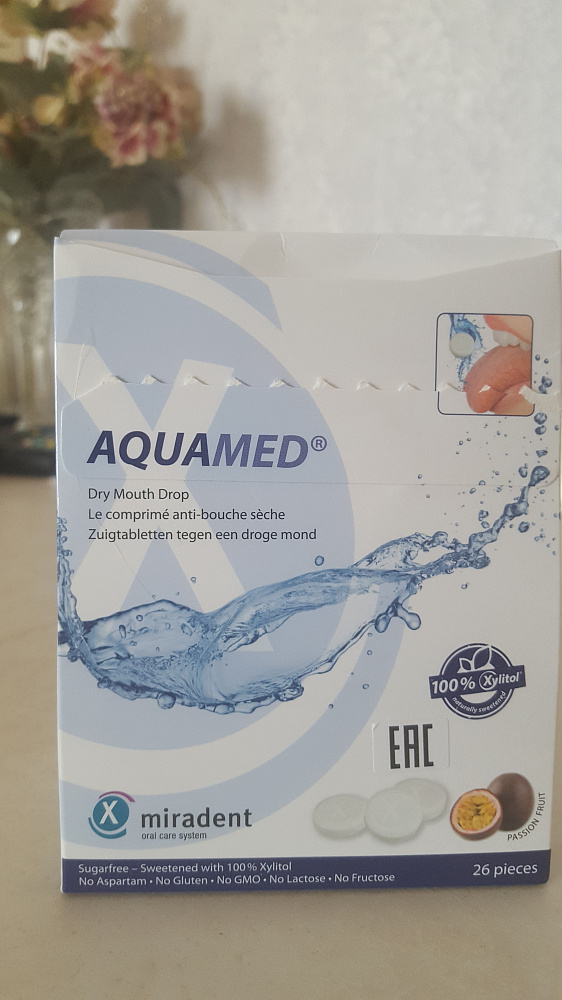 AQUAMED®
Dry Mouth Drop
Le comprimé anti-bouche sèche
Zuigtabletten tegen een droge mond
100% Xylitol
naturally sweetened
EAC
X miradent
oral care system
PASSION FRUIT
Sugarfree – Sweetened with 100% Xylitol
No Aspartam • No Gluten • No GMO • No Lactose • No Fructose
26 pieces